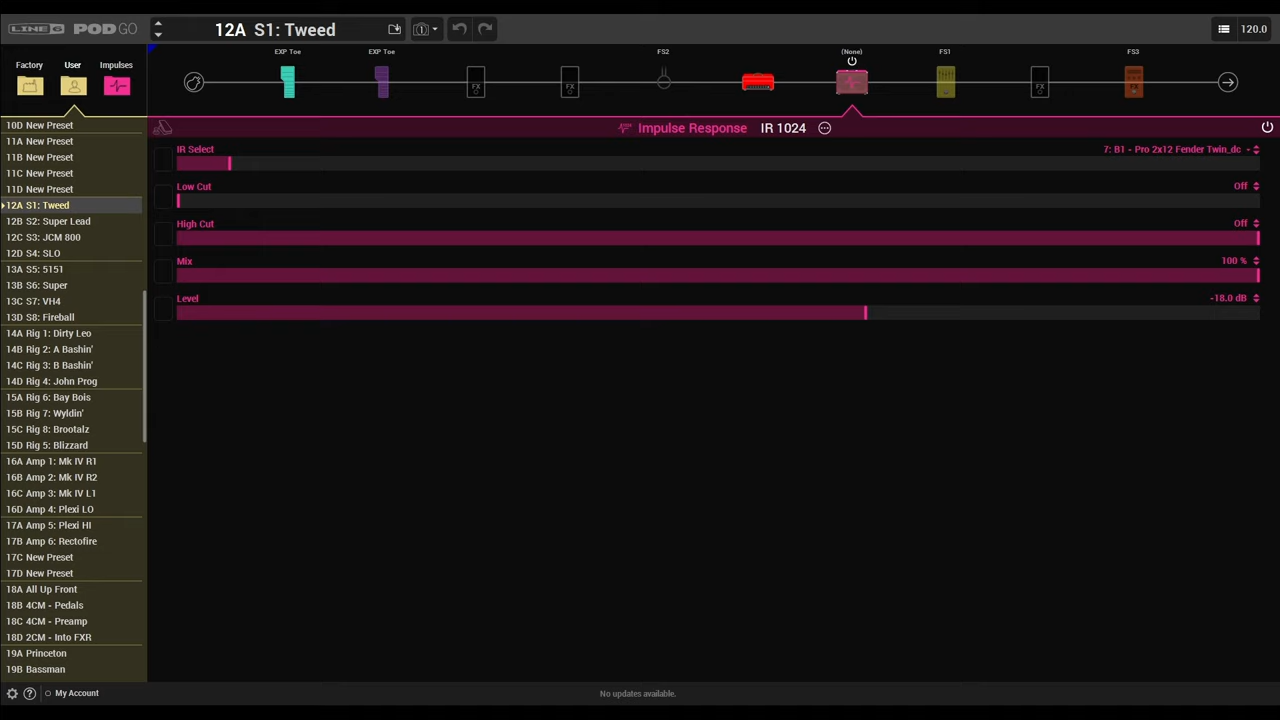 LINE 6 POD GO
12A S1: Tweed
120.0
Factory
User
Impulses
EXP Toe
EXP Toe
FS2
(None)
FS1
FS3
FX
FX
FX
Impulse Response IR 1024
IR Select
7: B1 - Pro 2x12 Fender Twin_dc
Low Cut
Off
High Cut
Off
Mix
100 %
Level
-18.0 dB
10D New Preset
11A New Preset
11B New Preset
11C New Preset
11D New Preset
12A S1: Tweed
12B S2: Super Lead
12C S3: JCM 800
12D S4: SLO
13A S5: 5151
13B S6: Super
13C S7: VH4
13D S8: Fireball
14A Rig 1: Dirty Leo
14B Rig 2: A Bashin'
14C Rig 3: B Bashin'
14D Rig 4: John Prog
15A Rig 6: Bay Bois
15B Rig 7: Wyldin'
15C Rig 8: Brootalz
15D Rig 5: Blizzard
16A Amp 1: Mk IV R1
16B Amp 2: Mk IV R2
16C Amp 3: Mk IV L1
16D Amp 4: Plexi LO
17A Amp 5: Plexi HI
17B Amp 6: Rectofire
17C New Preset
17D New Preset
18A All Up Front
18B 4CM - Pedals
18C 4CM - Preamp
18D 2CM - Into FXR
19A Princeton
19B Bassman
My Account
No updates available.